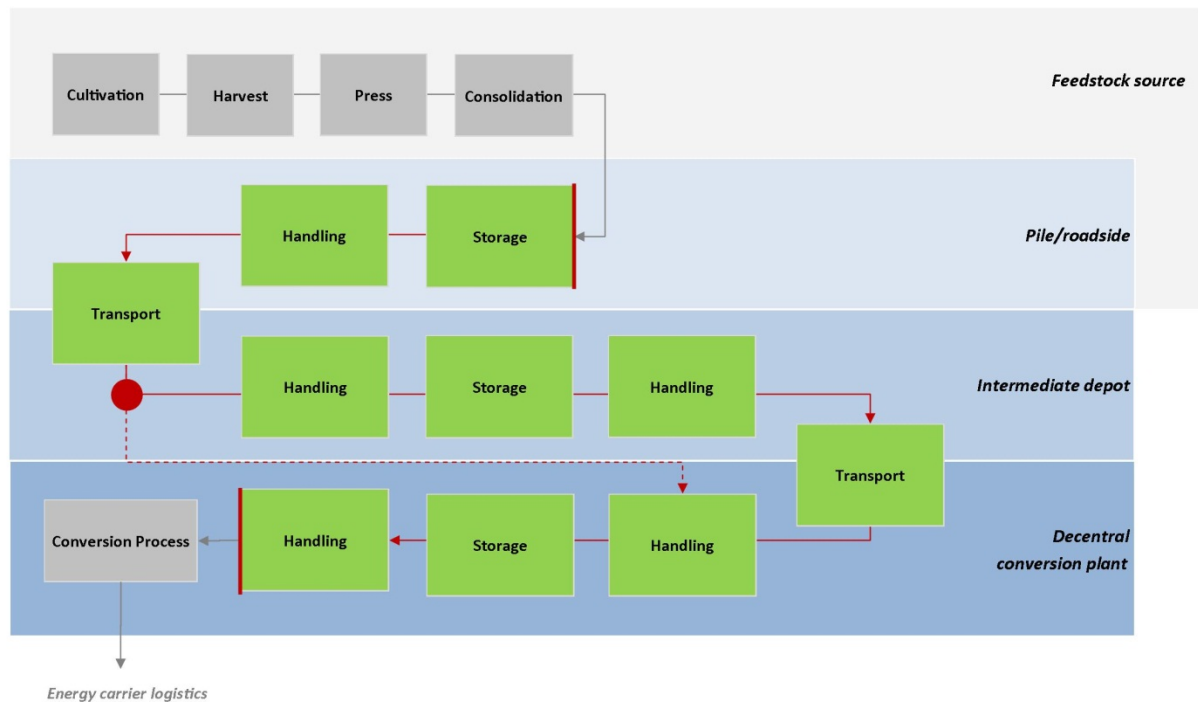 Cultivation
Harvest
Press
Consolidation
Feedstock source
Handling
Storage
Pile/roadside
Transport
Handling
Storage
Handling
Intermediate depot
Transport
Conversion Process
Handling
Storage
Handling
Decentral
conversion plant
Energy carrier logistics